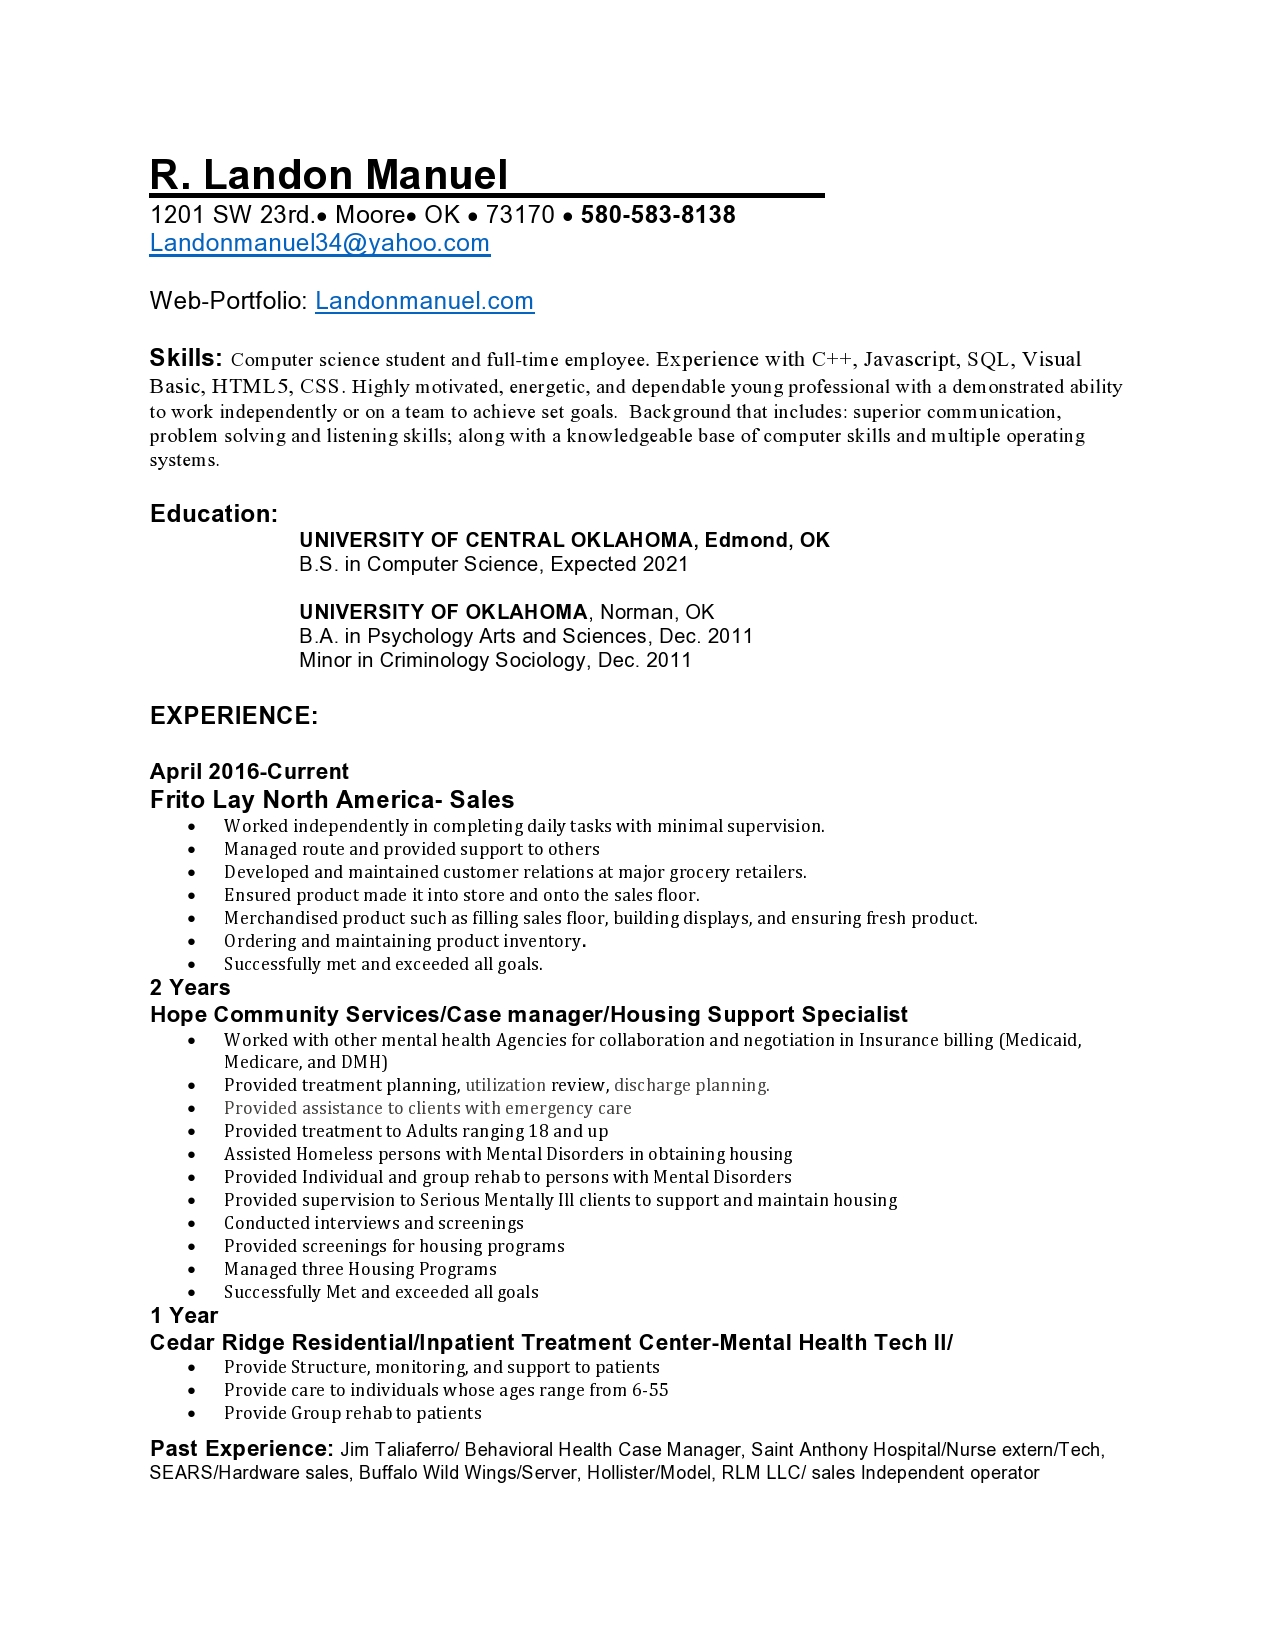 R. Landon Manuel
1201 SW 23rd.● Moore● OK ● 73170 ● 580-583-8138
Landonmanuel34@yahoo.com
Web-Portfolio: Landonmanuel.com
Skills: Computer science student and full-time employee. Experience with C++, Javascript, SQL, Visual
Basic, HTML5, CSS. Highly motivated, energetic, and dependable young professional with a demonstrated ability
to work independently or on a team to achieve set goals.  Background that includes: superior communication,
problem solving and listening skills; along with a knowledgeable base of computer skills and multiple operating
systems.
Education:
UNIVERSITY OF CENTRAL OKLAHOMA, Edmond, OK
B.S. in Computer Science, Expected 2021
UNIVERSITY OF OKLAHOMA, Norman, OK
B.A. in Psychology Arts and Sciences, Dec. 2011
Minor in Criminology Sociology, Dec. 2011
EXPERIENCE:
April 2016-Current
Frito Lay North America- Sales
• Worked independently in completing daily tasks with minimal supervision.
• Managed route and provided support to others
• Developed and maintained customer relations at major grocery retailers.
• Ensured product made it into store and onto the sales floor.
• Merchandised product such as filling sales floor, building displays, and ensuring fresh product.
• Ordering and maintaining product inventory.
• Successfully met and exceeded all goals.
2 Years
Hope Community Services/Case manager/Housing Support Specialist
• Worked with other mental health Agencies for collaboration and negotiation in Insurance billing (Medicaid,
Medicare, and DMH)
• Provided treatment planning, utilization review, discharge planning.
• Provided assistance to clients with emergency care
• Provided treatment to Adults ranging 18 and up
• Assisted Homeless persons with Mental Disorders in obtaining housing
• Provided Individual and group rehab to persons with Mental Disorders
• Provided supervision to Serious Mentally Ill clients to support and maintain housing
• Conducted interviews and screenings
• Provided screenings for housing programs
• Managed three Housing Programs
• Successfully Met and exceeded all goals
1 Year
Cedar Ridge Residential/Inpatient Treatment Center-Mental Health Tech II/
• Provide Structure, monitoring, and support to patients
• Provide care to individuals whose ages range from 6-55
• Provide Group rehab to patients
Past Experience: Jim Taliaferro/ Behavioral Health Case Manager, Saint Anthony Hospital/Nurse extern/Tech,
SEARS/Hardware sales, Buffalo Wild Wings/Server, Hollister/Model, RLM LLC/ sales Independent operator